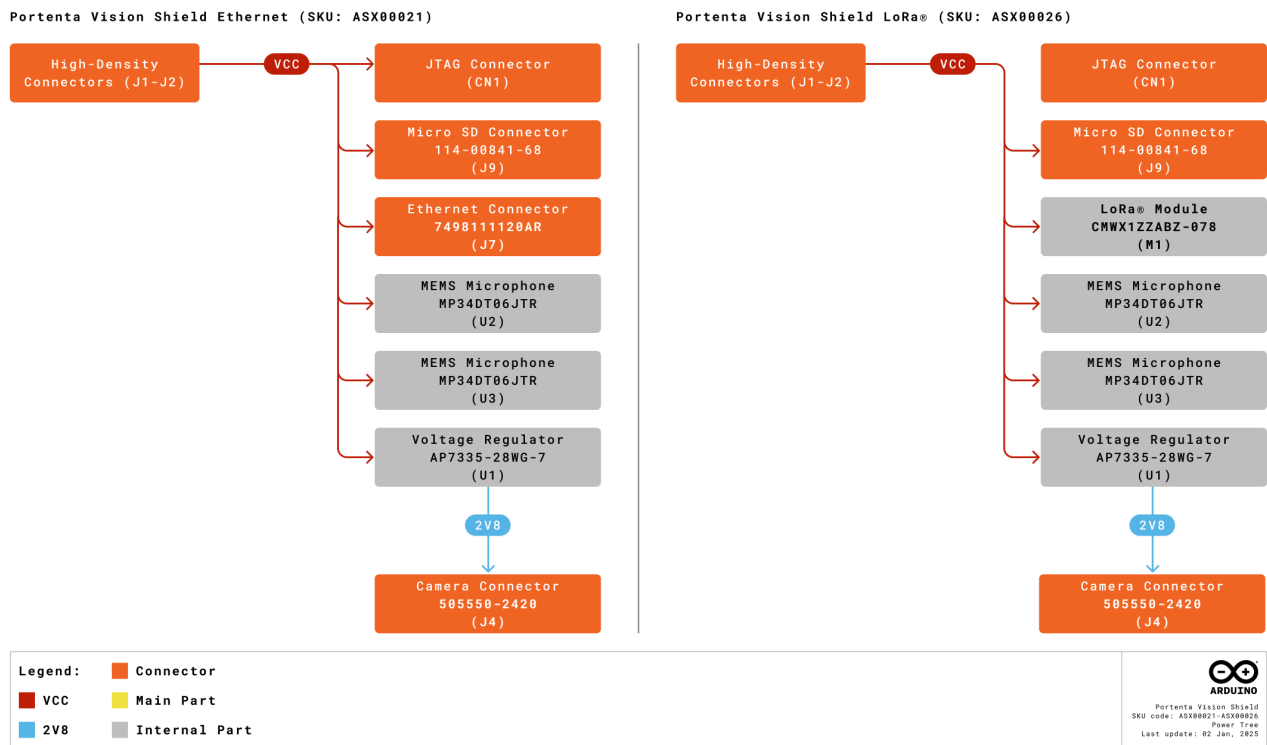 Portenta Vision Shield Ethernet (SKU: ASX00021)
High-Density
Connectors (J1-J2)
VCC
JTAG Connector
(CN1)
Micro SD Connector
114-00841-68
(J9)
Ethernet Connector
7498111120AR
(J7)
MEMS Microphone
MP34DT06JTR
(U2)
MEMS Microphone
MP34DT06JTR
(U3)
Voltage Regulator
AP7335-28WG-7
(U1)
2V8
Camera Connector
505550-2420
(J4)
Portenta Vision Shield LoRa® (SKU: ASX00026)
High-Density
Connectors (J1-J2)
VCC
JTAG Connector
(CN1)
Micro SD Connector
114-00841-68
(J9)
LoRa® Module
CMWX1ZZABZ-078
(M1)
MEMS Microphone
MP34DT06JTR
(U2)
MEMS Microphone
MP34DT06JTR
(U3)
Voltage Regulator
AP7335-28WG-7
(U1)
2V8
Camera Connector
505550-2420
(J4)
Legend:
Connector
VCC
Main Part
2V8
Internal Part
ARDUINO
Portenta Vision Shield
SKU code: ASX00021-ASX00026
Power Tree
Last update: 02 Jan, 2025